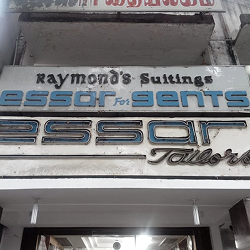 Raymond's Suitings
essar For gents
essar
Tailors